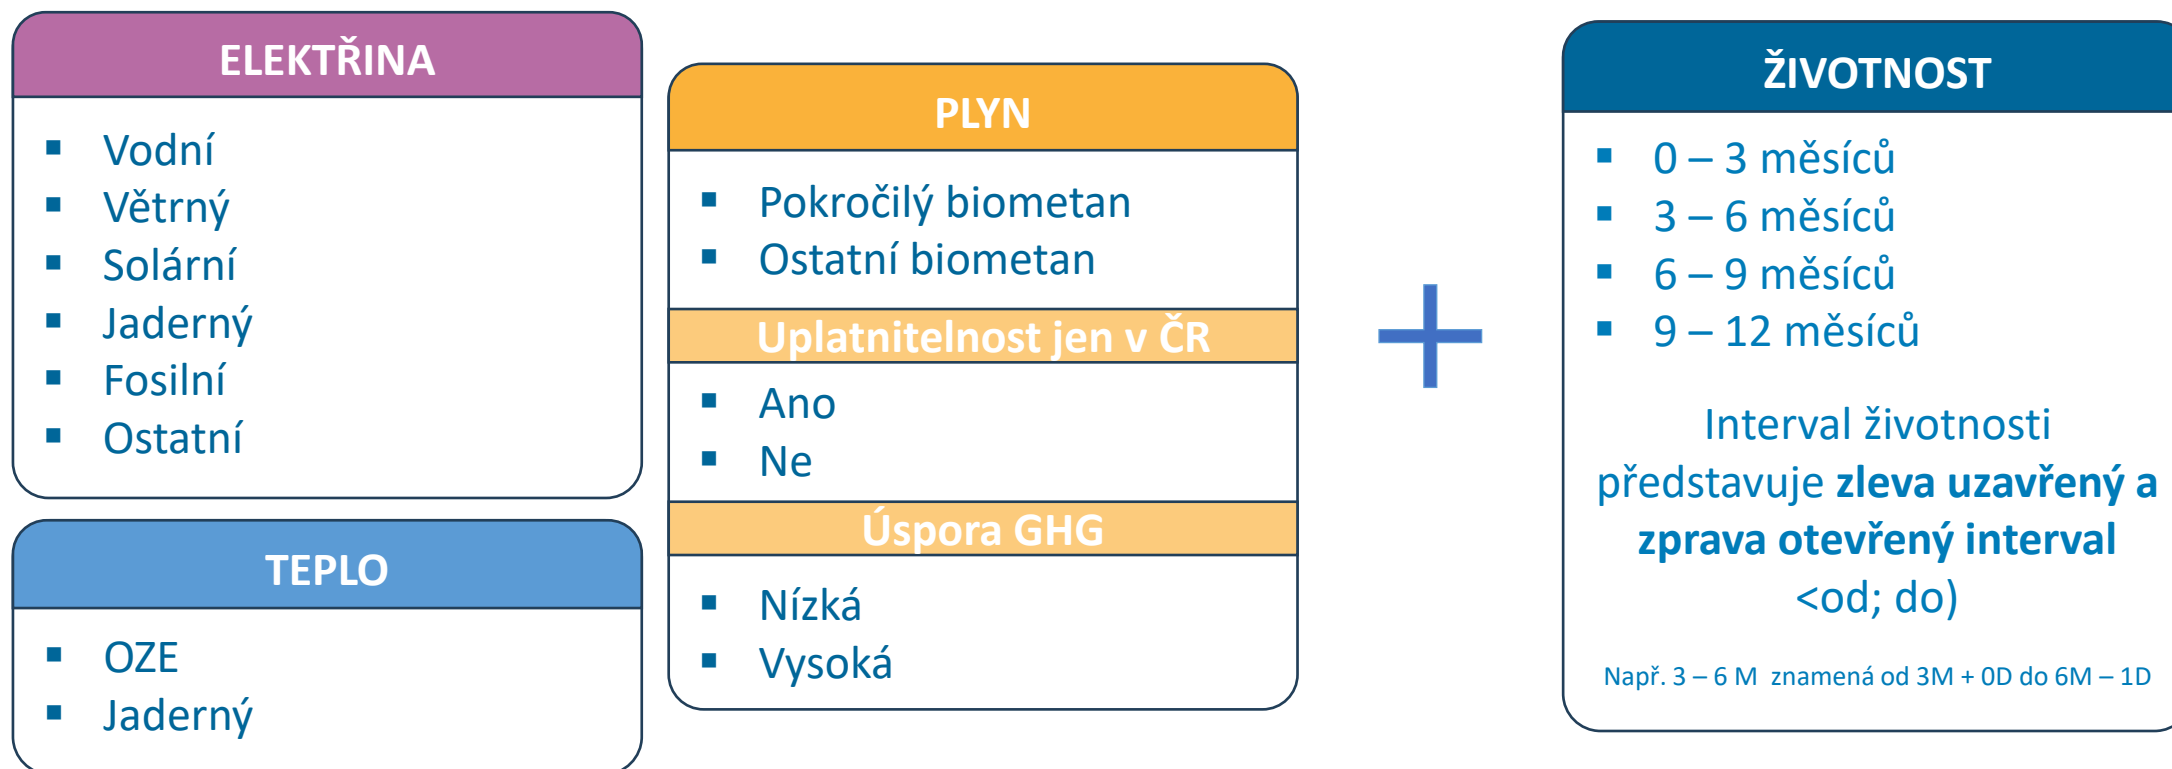 ELEKTŘINA
Vodní
Větrný
Solární
Jaderný
Fosilní
Ostatní
TEPLO
OZE
Jaderný
PLYN
Pokročilý biometan
Ostatní biometan
Uplatnitelnost jen v ČR
Ano
Ne
Úspora GHG
Nízká
Vysoká
ŽIVOTNOST
0 – 3 měsíců
3 – 6 měsíců
6 – 9 měsíců
9 – 12 měsíců
Interval životnosti
představuje zleva uzavřený a
zprava otevřený interval
<od; do)
Např. 3 – 6 M znamená od 3M + 0D do 6M – 1D